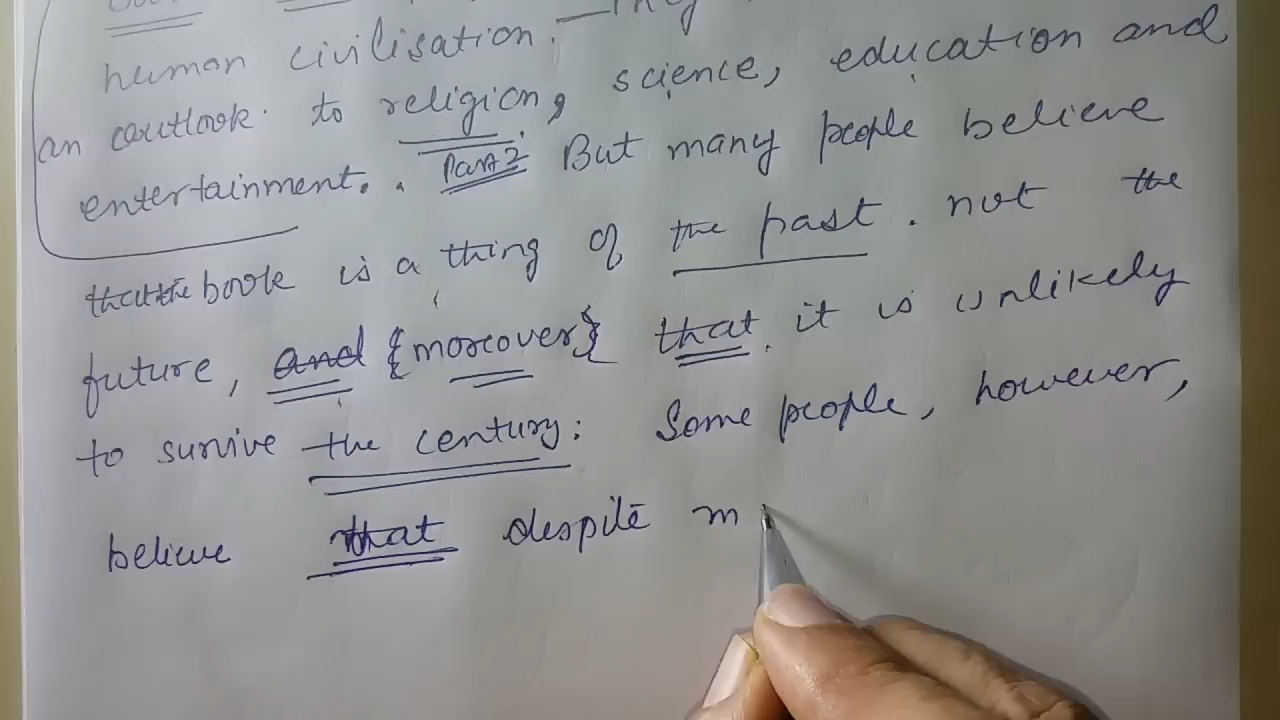 human civilisation.
an outlook to religion, science, education and
entertainment. Part 2 But many people believe
that the book is a thing of the past. not the
future, and {moreover} that it is unlikely
to survive the century: Some people, however,
believe that despite m